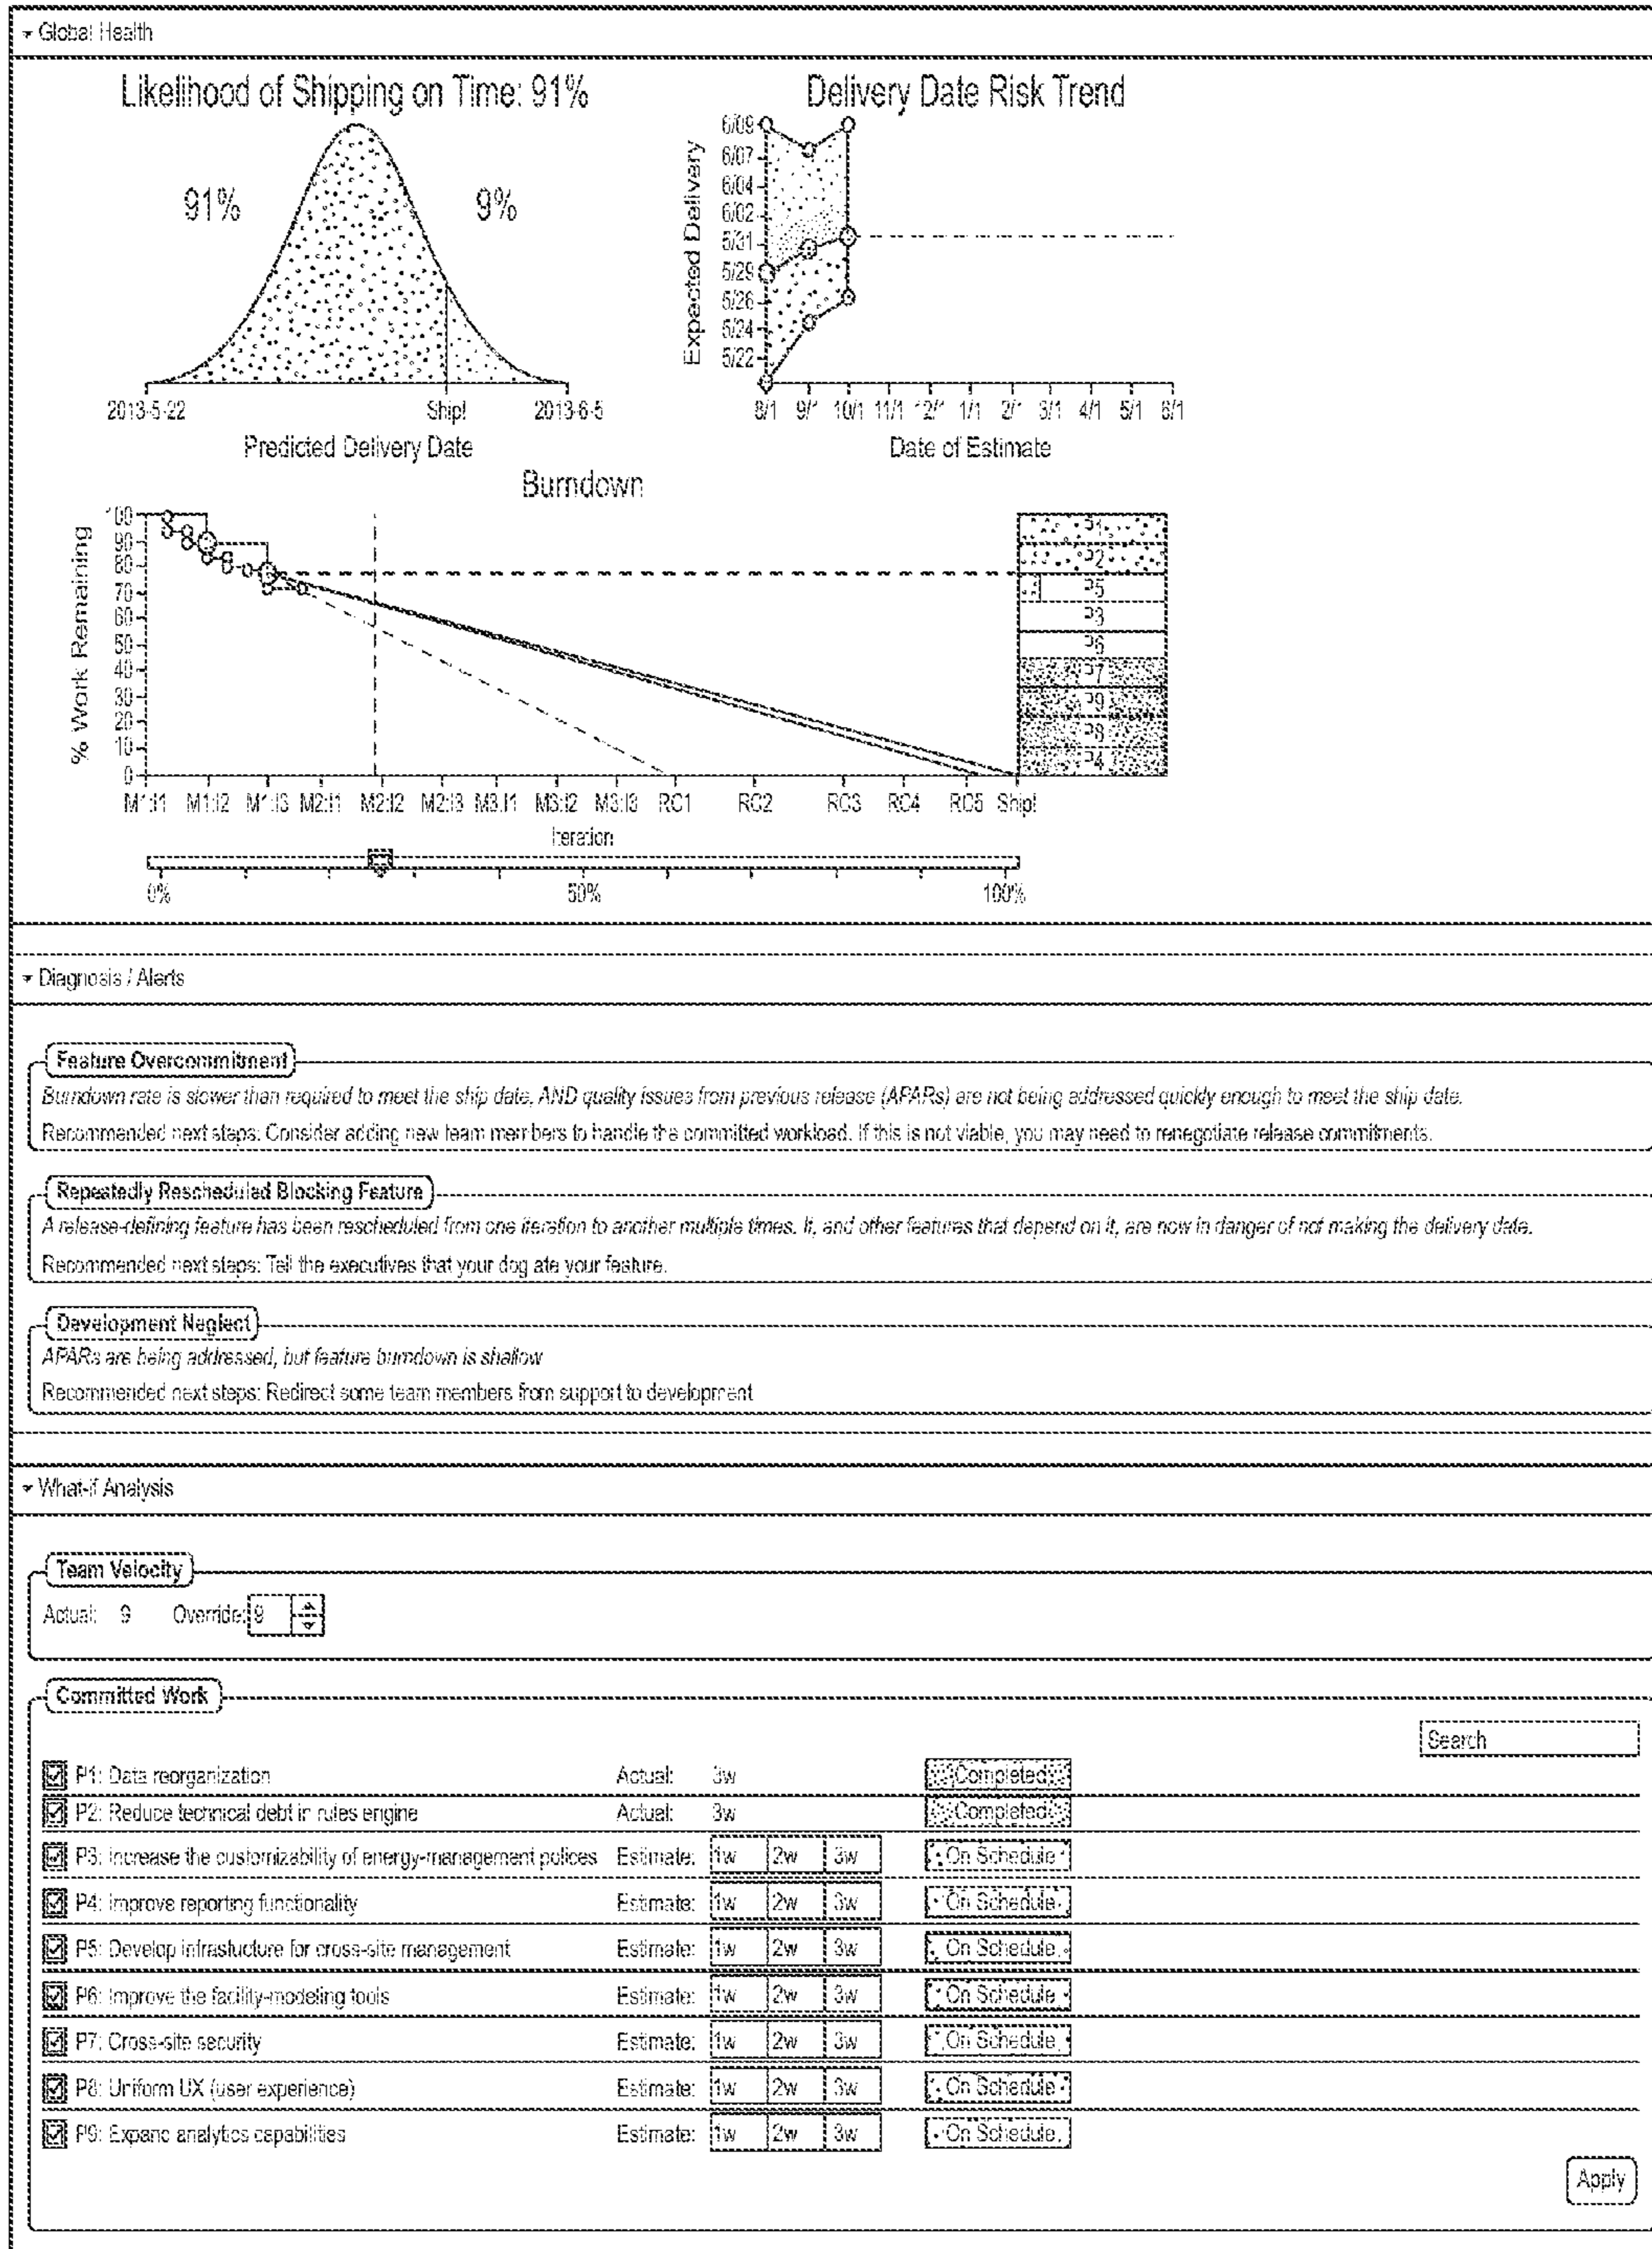 Global Health
Likelihood of Shipping on Time: 91%
91%
9%
2013-5-22
Ship!
2013-6-5
Predicted Delivery Date
Delivery Date Risk Trend
Expected Delivery
6/09
6/07
6/04
6/02
5/31
5/29
5/26
5/24
5/22
8/1 9/1 10/1 11/1 12/1 1/1 2/1 3/1 4/1 5/1 6/1
Date of Estimate
Burndown
% Work Remaining
100
90
80
70
60
50
40
30
20
10
0
M1:I1 M1:I2 M1:I3 M2:I1 M2:I2 M2:I3 M3:I1 M3:I2 M3:I3 RC1 RC2 RC3 RC4 RC5 Ship!
Iteration
P1
P2
P5
P3
P6
P7
P9
P8
P4
0% 50% 100%
Diagnosis / Alerts
Feature Overcommitment
Burndown rate is slower than required to meet the ship date, AND quality issues from previous release (APARs) are not being addressed quickly enough to meet the ship date.
Recommended next steps: Consider adding new team members to handle the committed workload. If this is not viable, you may need to renegotiate release commitments.
Repeatedly Rescheduled Blocking Feature
A release-defining feature has been rescheduled from one iteration to another multiple times. It, and other features that depend on it, are now in danger of not making the delivery date.
Recommended next steps: Tell the executives that your dog ate your feature.
Development Neglect
APARs are being addressed, but feature burndown is shallow
Recommended next steps: Redirect some team members from support to development
What-if Analysis
Team Velocity
Actual: 9 Override: 9
Committed Work
Search
P1: Data reorganization Actual: 3w Completed
P2: Reduce technical debt in rules engine Actual: 3w Completed
P3: Increase the customizability of energy-management polices Estimate: 1w 2w 3w On Schedule
P4: Improve reporting functionality Estimate: 1w 2w 3w On Schedule
P5: Develop infrastucture for cross-site management Estimate: 1w 2w 3w On Schedule
P6: Improve the facility-modeling tools Estimate: 1w 2w 3w On Schedule
P7: Cross-site security Estimate: 1w 2w 3w On Schedule
P8: Uniform UX (user experience) Estimate: 1w 2w 3w On Schedule
P9: Expand analytics capabilities Estimate: 1w 2w 3w On Schedule
Apply